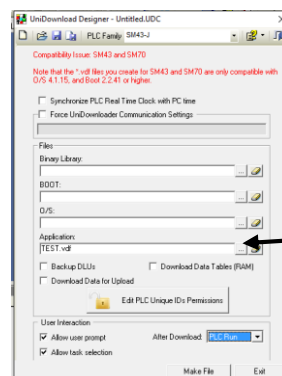 UniDownload Designer - Untitled.UDC
PLC Family SM43-J
Compatibility Issue: SM43 and SM70
Note that the *.vdf files you create for SM43 and SM70 are only compatible with
O/S 4.1.15, and Boot 2.2.41 or higher.
Synchronize PLC Real Time Clock with PC time
Force UniDownloader Communication Settings
Files
Binary Library:
...
BOOT:
...
O/S:
...
Application:
TEST.vdf ...
Backup DLUs Download Data Tables (RAM)
Download Data for Upload
Edit PLC Unique IDs Permissions
User Interaction
Allow user prompt After Download: PLC Run
Allow task selection
Make File Exit